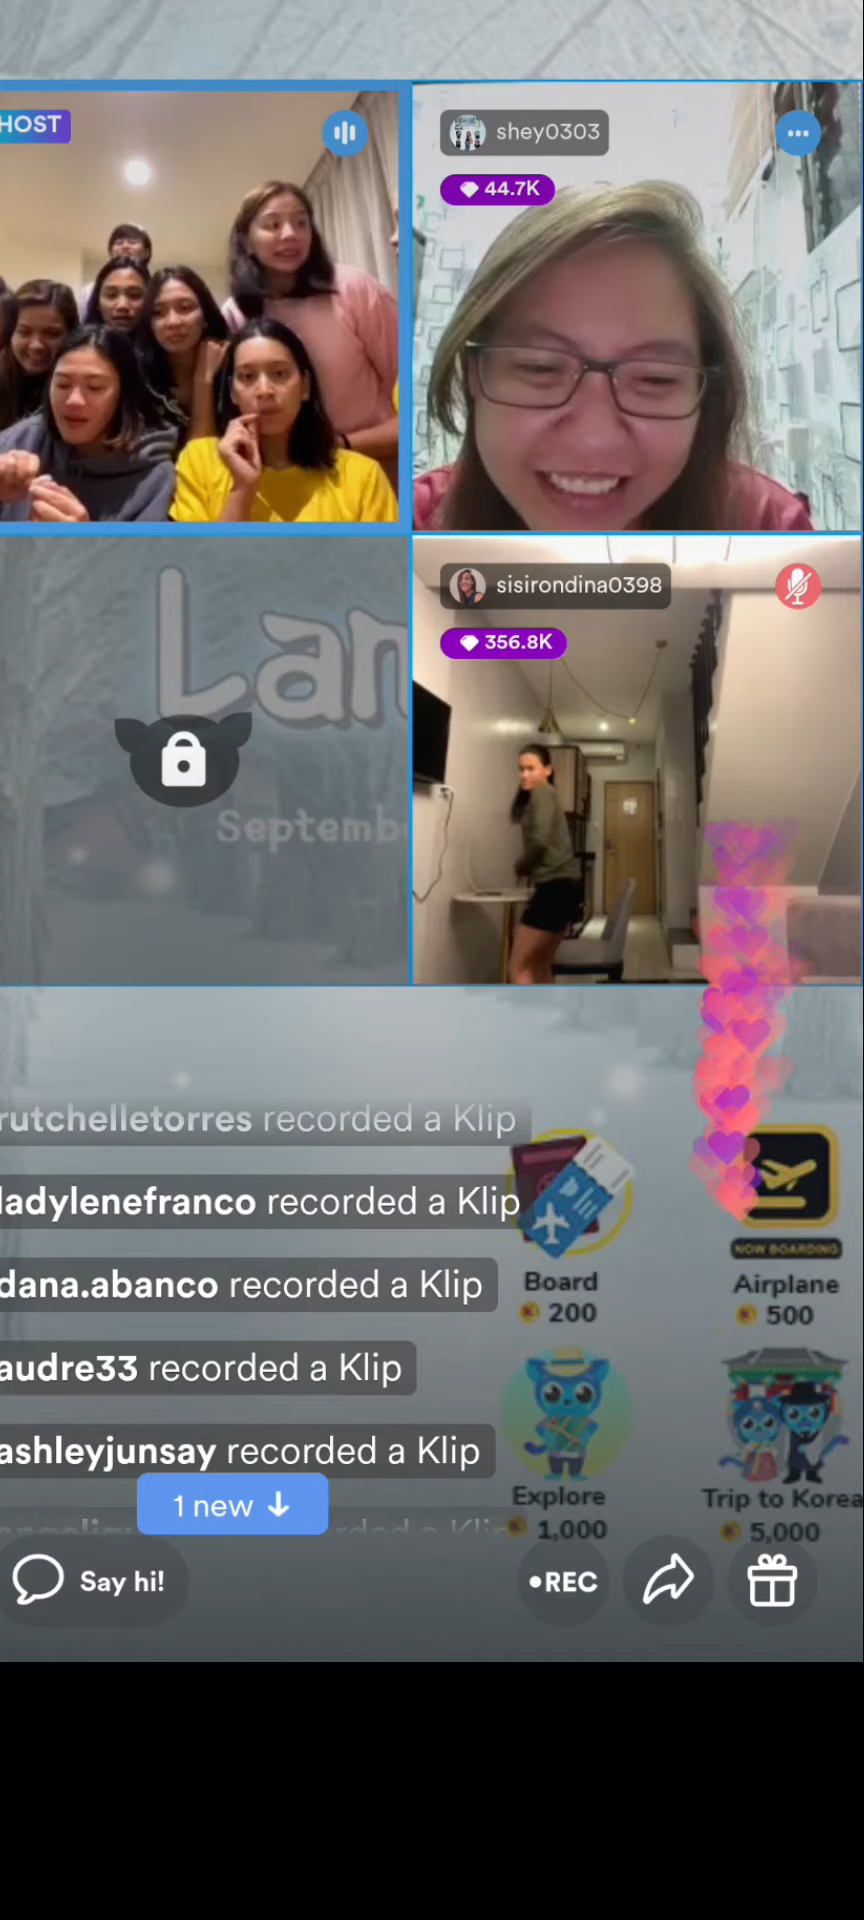 HOST
shey0303
44.7K
sisirondina0398
356.8K
Lan
Septemb
rutchelletorres recorded a Klip
ladylenefranco recorded a Klip
dana.abanco recorded a Klip
audre33 recorded a Klip
ashleyjunsay recorded a Klip
1 new
NOW BOARDING
Board
200
Airplane
500
Explore
1,000
Trip to Korea
5,000
Say hi!
REC